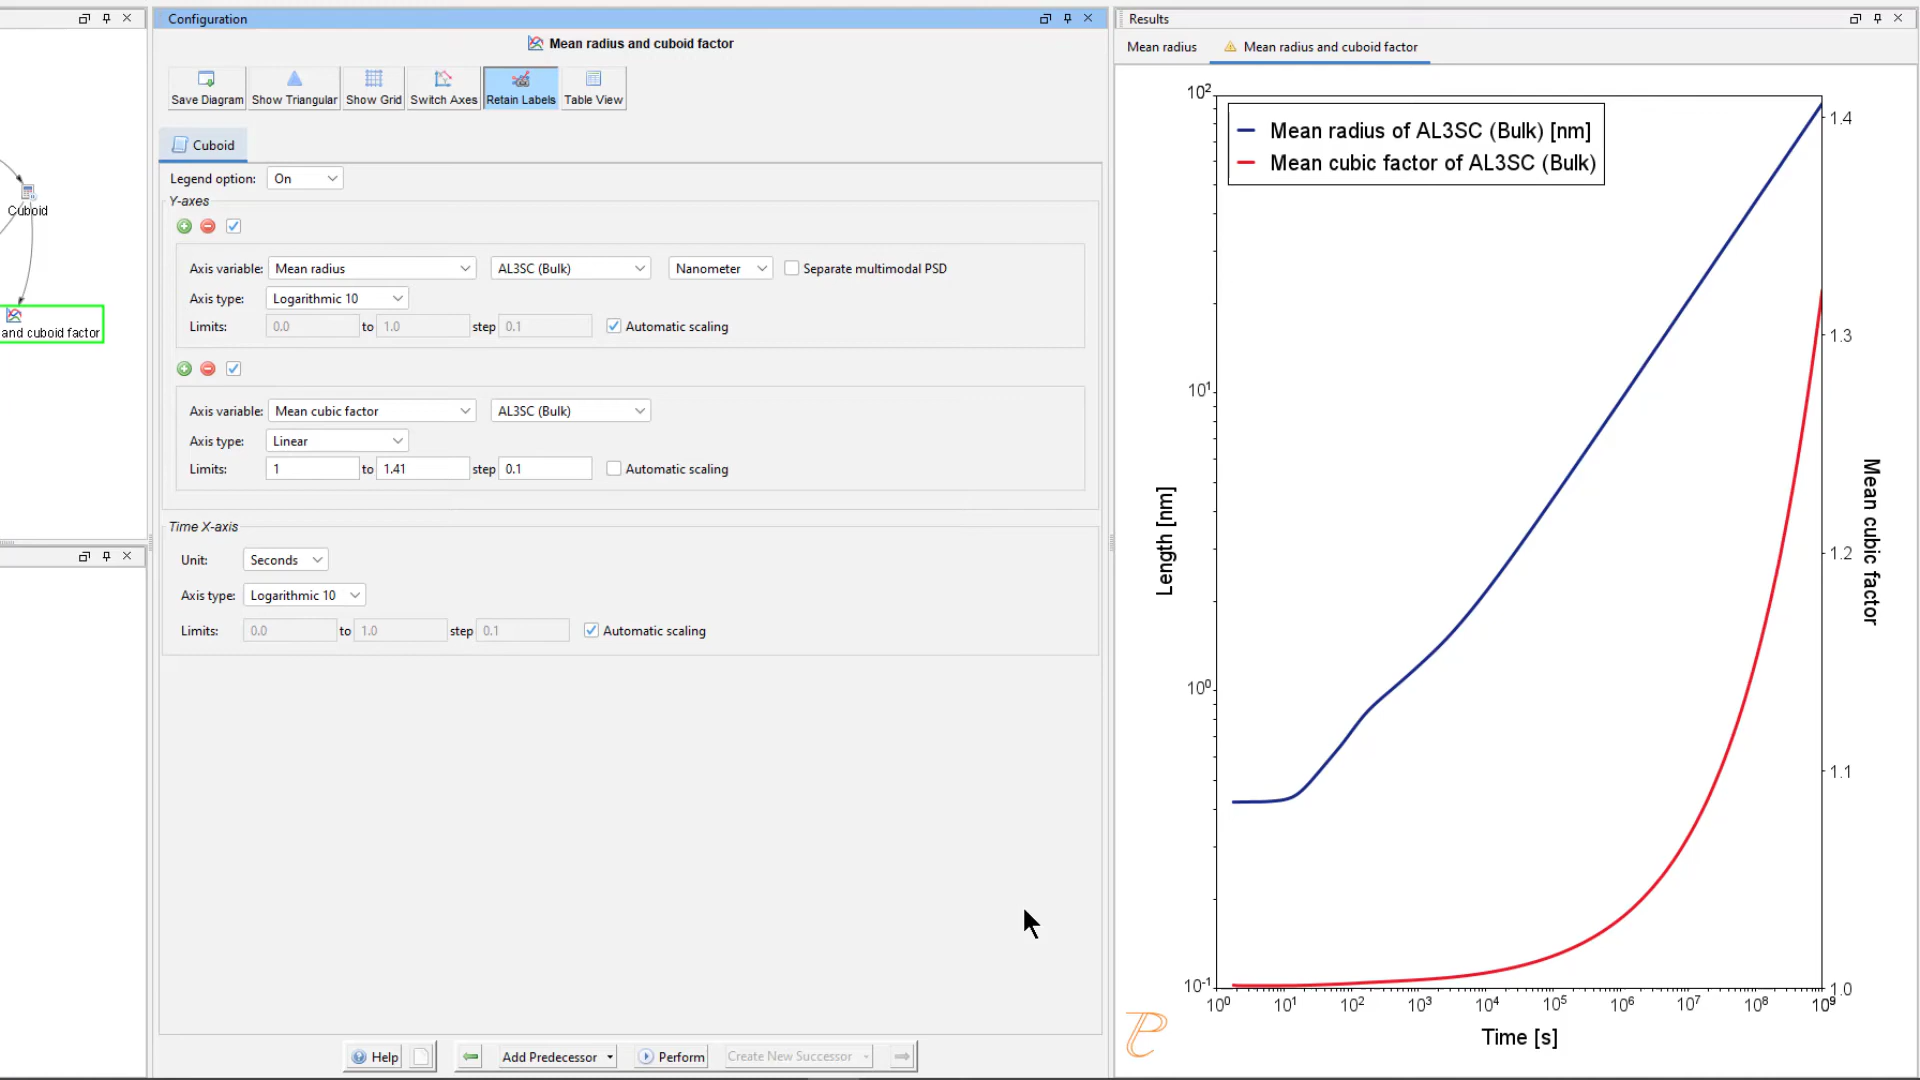 Configuration
Results
Mean radius and cuboid factor
Mean radius
Mean radius and cuboid factor
Save Diagram
Show Triangular
Show Grid
Switch Axes
Retain Labels
Table View
Cuboid
Legend option: On
Y-axes
Axis variable: Mean radius AL3SC (Bulk) Nanometer Separate multimodal PSD
Axis type: Logarithmic 10
Limits: 0.0 to 1.0 step 0.1 Automatic scaling
Axis variable: Mean cubic factor AL3SC (Bulk)
Axis type: Linear
Limits: 1 to 1.41 step 0.1 Automatic scaling
Time X-axis
Unit: Seconds
Axis type: Logarithmic 10
Limits: 0.0 to 1.0 step 0.1 Automatic scaling
Help
Add Predecessor
Perform
Create New Successor
Cuboid
and cuboid factor
Mean radius of AL3SC (Bulk) [nm]
Mean cubic factor of AL3SC (Bulk)
10²
10¹
10⁰
10⁻¹
Length [nm]
1.4
1.3
1.2
1.1
1.0
Mean cubic factor
10⁰ 10¹ 10² 10³ 10⁴ 10⁵ 10⁶ 10⁷ 10⁸ 10⁹
Time [s]